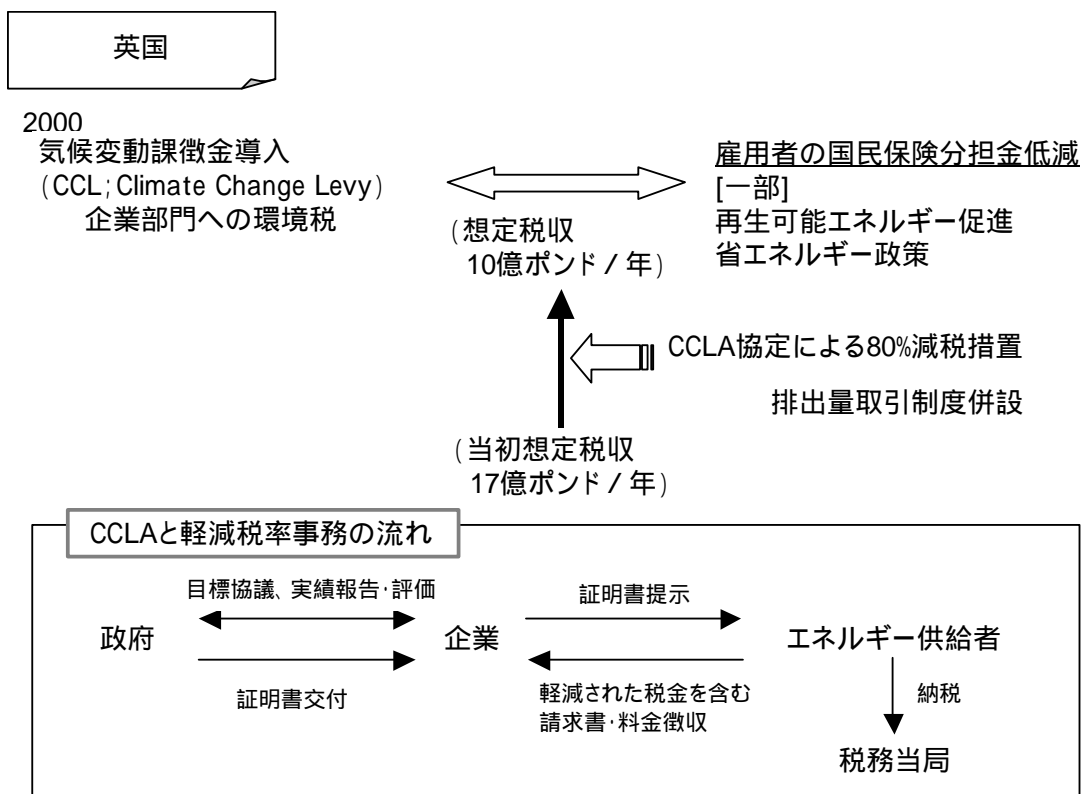 英国
2000
気候変動課徴金導入
(CCL;Climate Change Levy)
企業部門への環境税
雇用者の国民保険分担金低減
[一部]
再生可能エネルギー促進
省エネルギー政策
(想定税収
10億ポンド / 年)
CCLA協定による80%減税措置
排出量取引制度併設
(当初想定税収
17億ポンド / 年)
CCLAと軽減税率事務の流れ
目標協議、実績報告・評価
証明書提示
政府
企業
エネルギー供給者
証明書交付
軽減された税金を含む
請求書・料金徴収
納税
税務当局